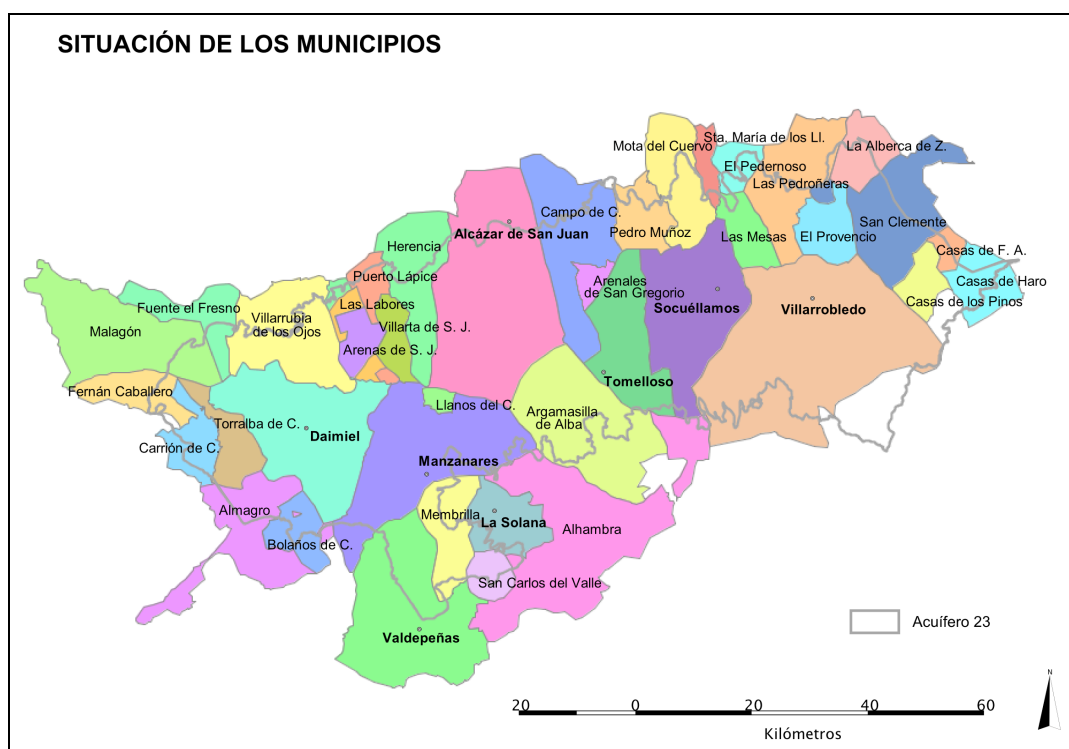 SITUACIÓN DE LOS MUNICIPIOS
Mota del Cuervo
Sta. María de los Ll.
La Alberca de Z.
El Pedernoso
Las Pedroñeras
Campo de C.
Pedro Muñoz
Las Mesas
El Provencio
San Clemente
Alcázar de San Juan
Herencia
Casas de F. A.
Casas de Haro
Casas de los Pinos
Puerto Lápice
Arenales
de San Gregorio
Socuéllamos
Villarrobledo
Fuente el Fresno
Las Labores
Malagón
Villarrubia
de los Ojos
Villarta de S. J.
Arenas de S. J.
Tomelloso
Fernán Caballero
Llanos del C.
Argamasilla
de Alba
Torralba de C.
Daimiel
Carrión de C.
Manzanares
Almagro
Membrilla
La Solana
Alhambra
Bolaños de C.
San Carlos del Valle
Valdepeñas
Acuífero 23
N
20 0 20 40 60
Kilómetros